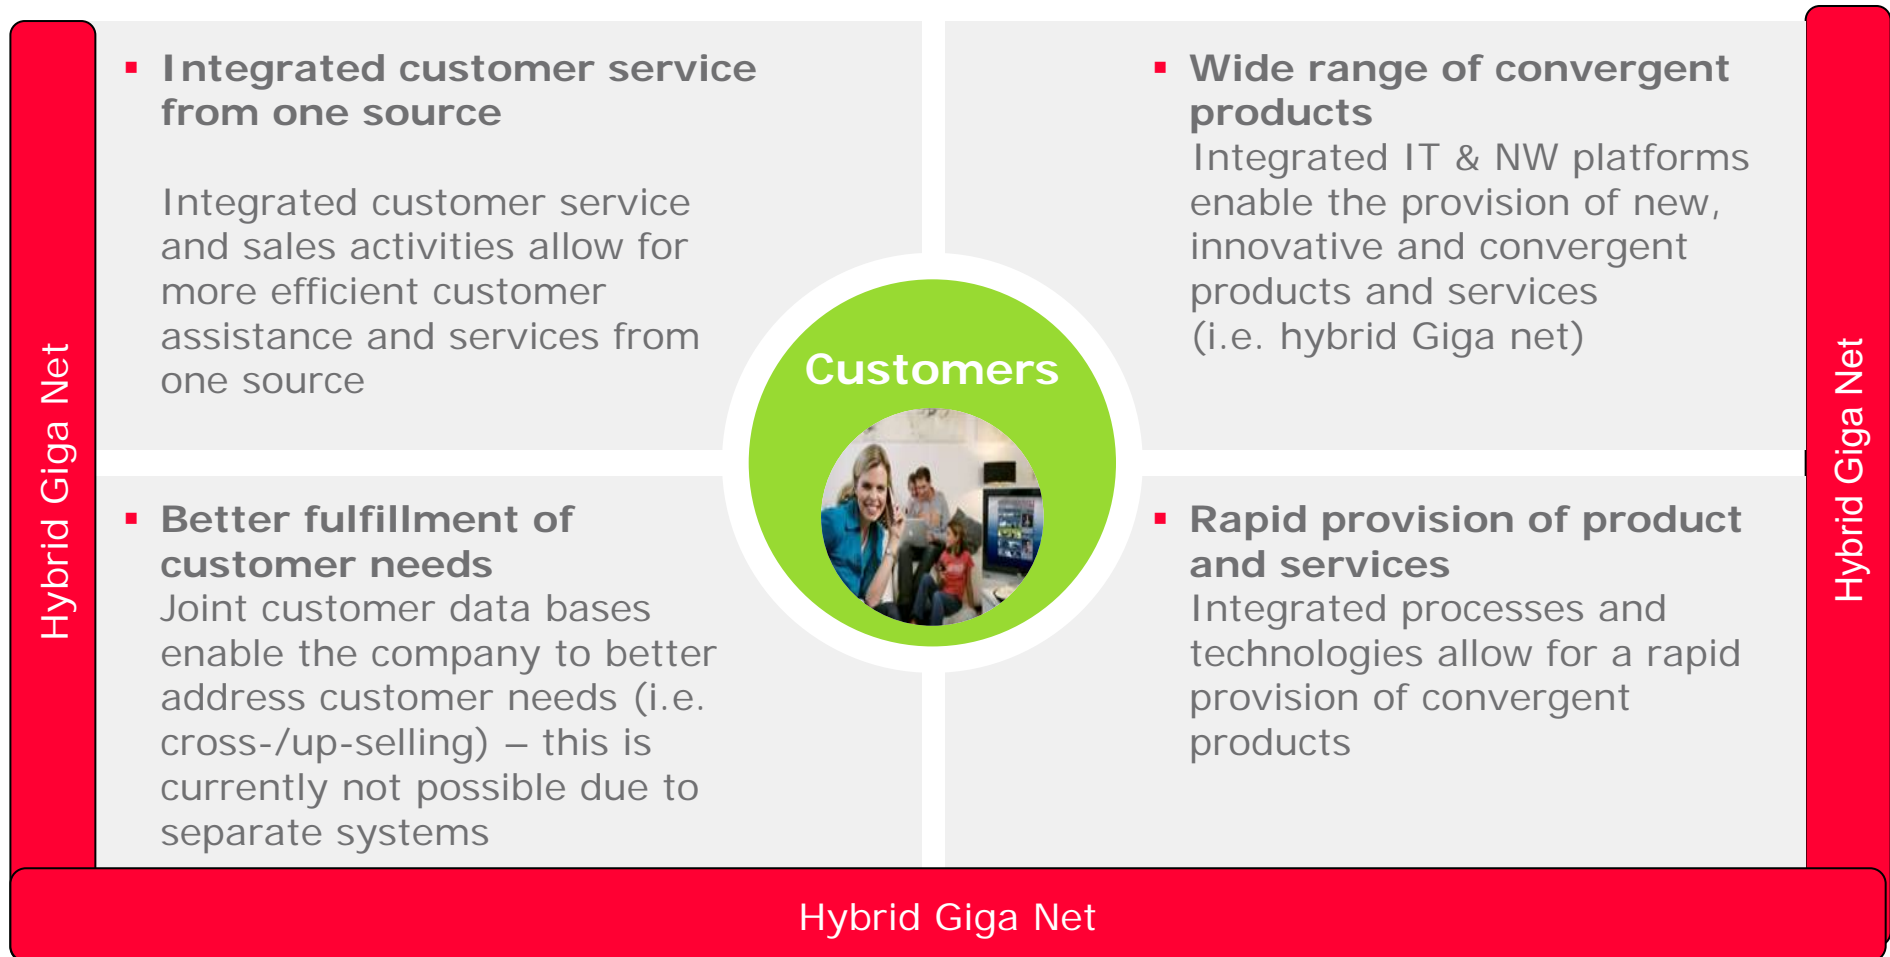 Hybrid Giga Net
▪ Integrated customer service
from one source
Integrated customer service
and sales activities allow for
more efficient customer
assistance and services from
one source
▪ Wide range of convergent
products
Integrated IT & NW platforms
enable the provision of new,
innovative and convergent
products and services
(i.e. hybrid Giga net)
Customers
▪ Better fulfillment of
customer needs
Joint customer data bases
enable the company to better
address customer needs (i.e.
cross-/up-selling) – this is
currently not possible due to
separate systems
▪ Rapid provision of product
and services
Integrated processes and
technologies allow for a rapid
provision of convergent
products
Hybrid Giga Net
Hybrid Giga Net